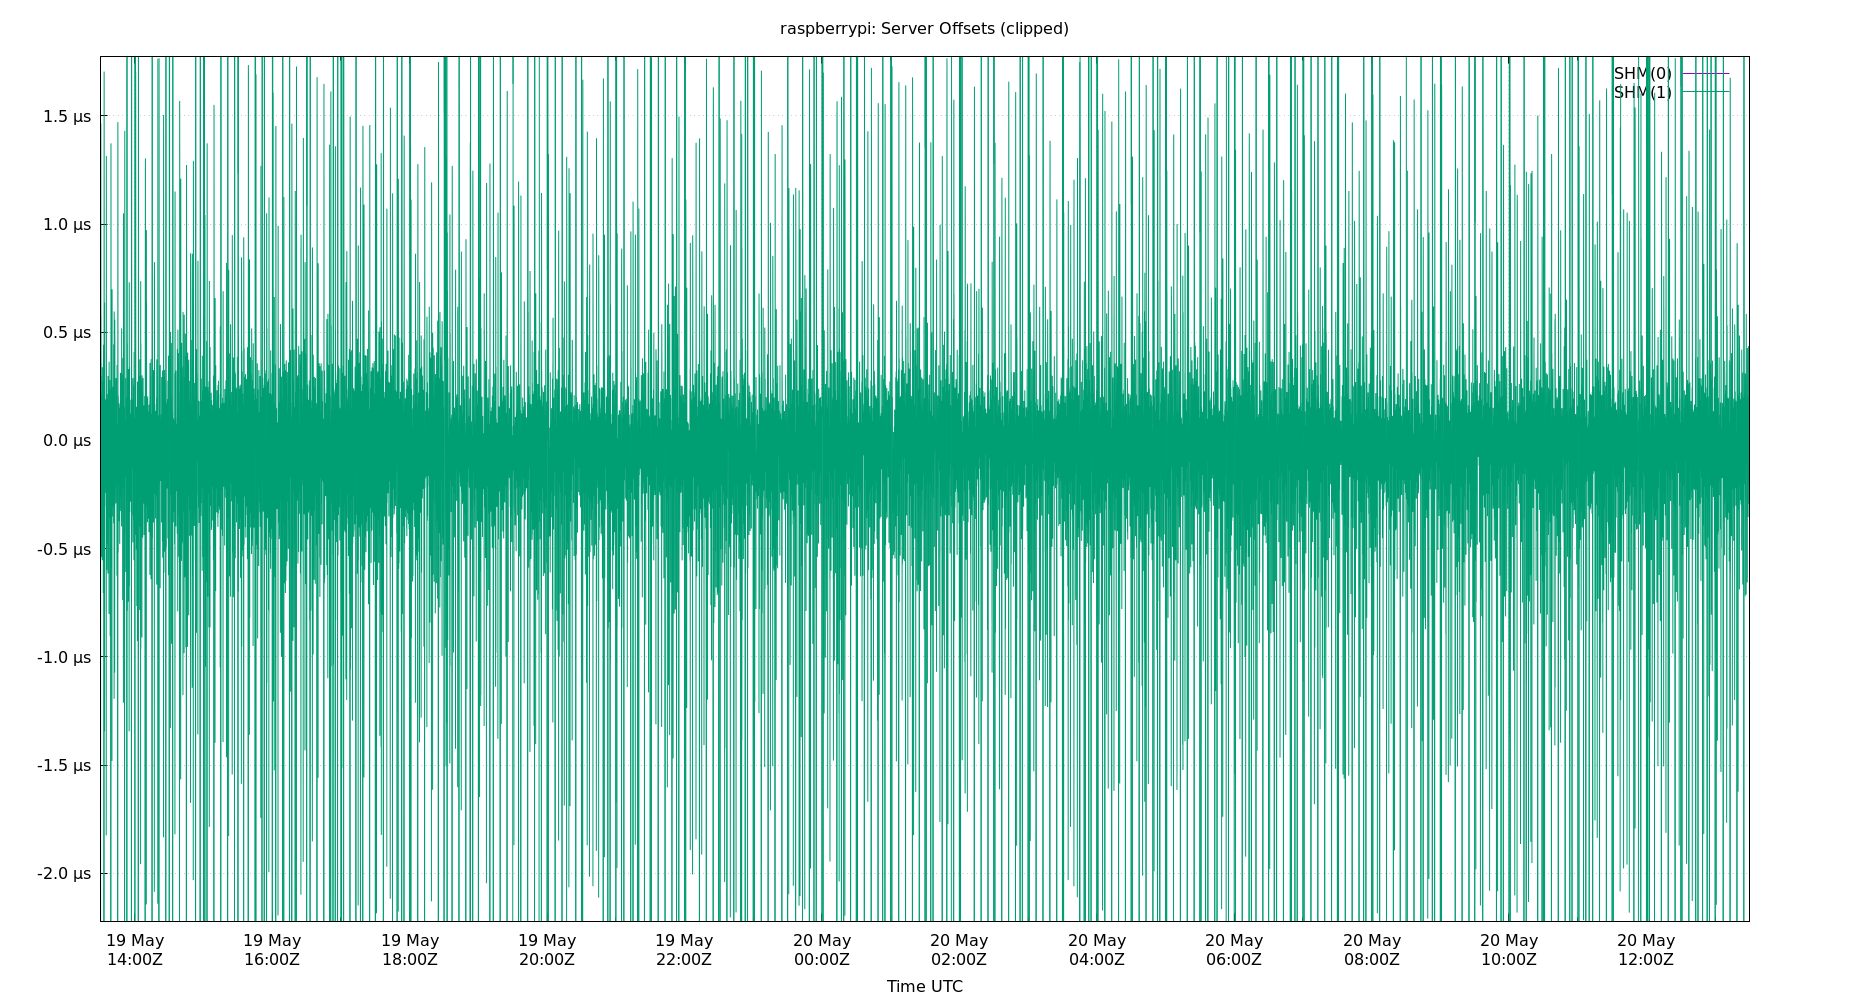 raspberrypi: Server Offsets (clipped)
SHM(0)
SHM(1)
1.5 µs
1.0 µs
0.5 µs
0.0 µs
-0.5 µs
-1.0 µs
-1.5 µs
-2.0 µs
19 May 19 May 19 May 19 May 19 May 20 May 20 May 20 May 20 May 20 May 20 May 20 May
14:00Z 16:00Z 18:00Z 20:00Z 22:00Z 00:00Z 02:00Z 04:00Z 06:00Z 08:00Z 10:00Z 12:00Z
Time UTC